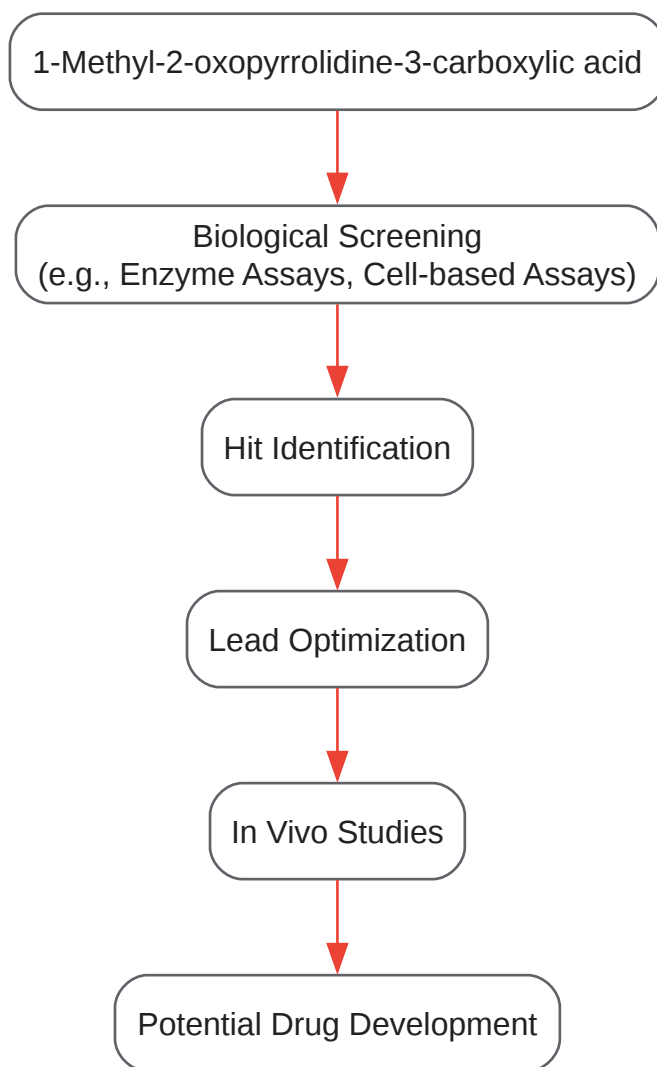 1-Methyl-2-oxopyrrolidine-3-carboxylic acid
Biological Screening
(e.g., Enzyme Assays, Cell-based Assays)
Hit Identification
Lead Optimization
In Vivo Studies
Potential Drug Development